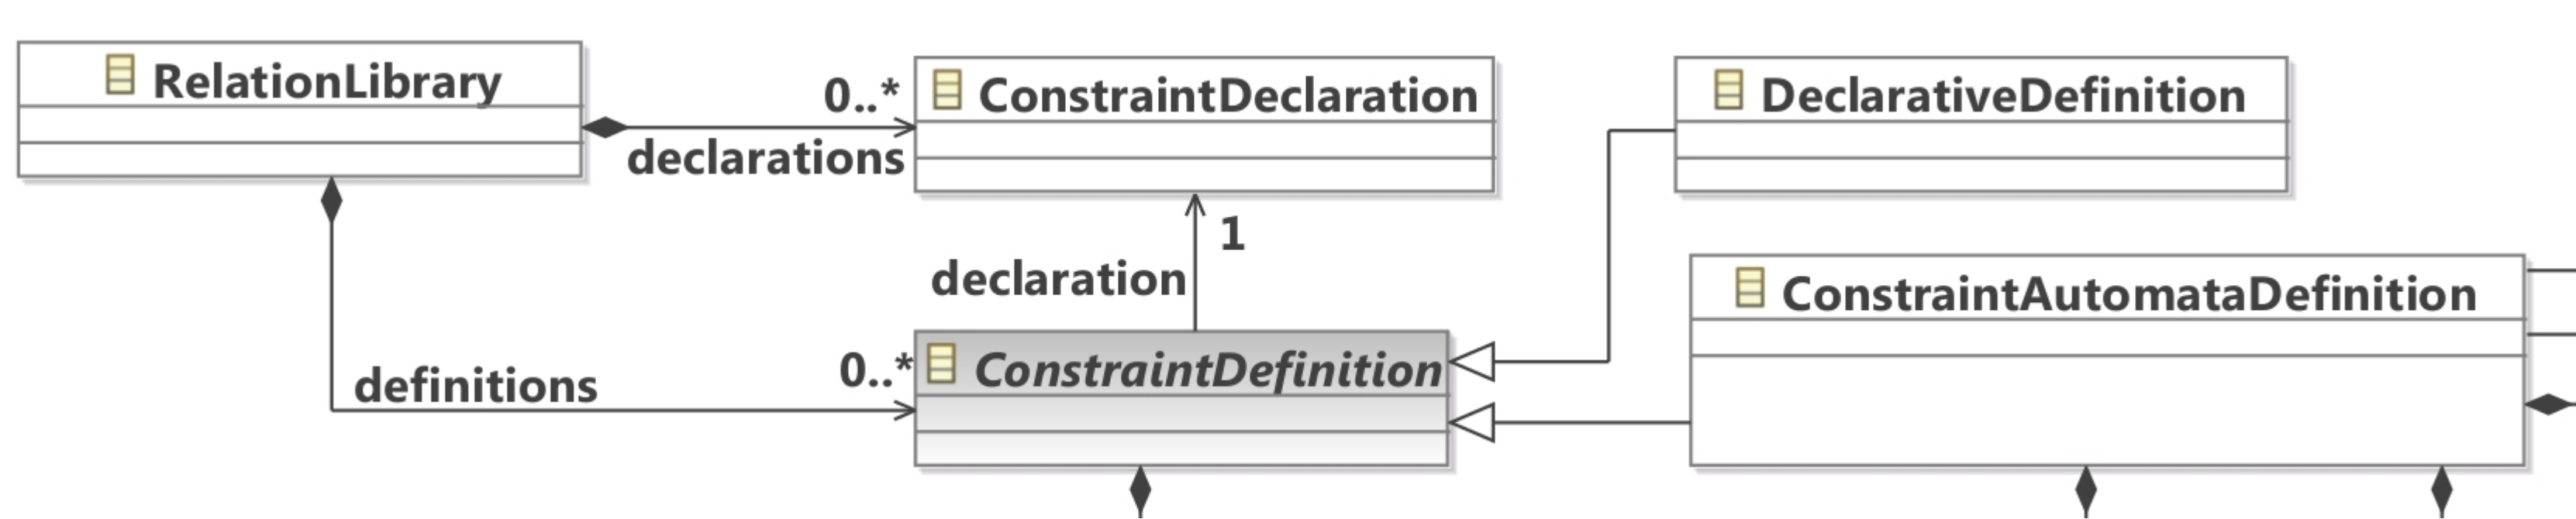 RelationLibrary
0..*
declarations
ConstraintDeclaration
DeclarativeDefinition
1
declaration
ConstraintAutomataDefinition
definitions
0..*
ConstraintDefinition